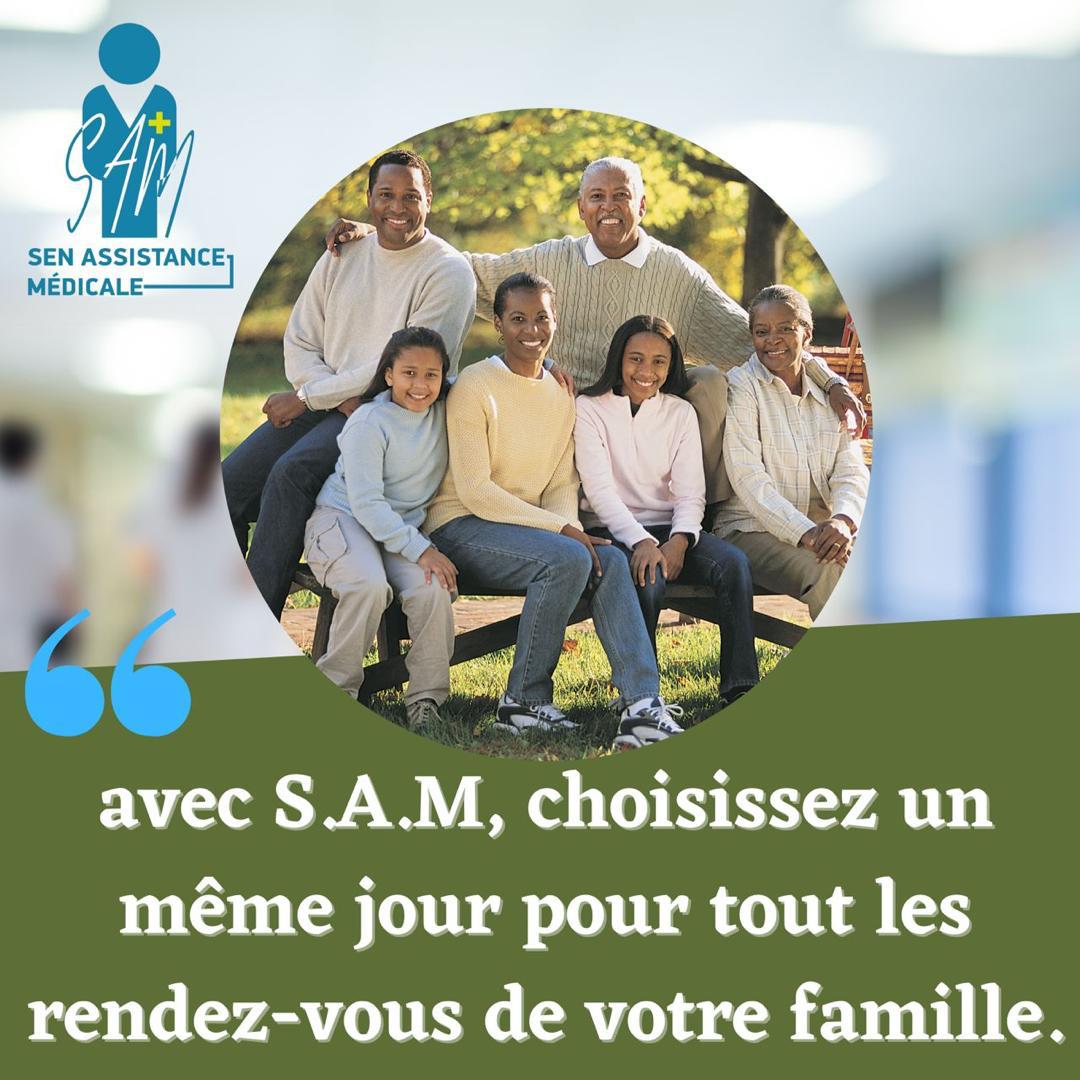 SAM
SEN ASSISTANCE
MÉDICALE
avec S.A.M, choisissez un
même jour pour tout les
rendez-vous de votre famille.